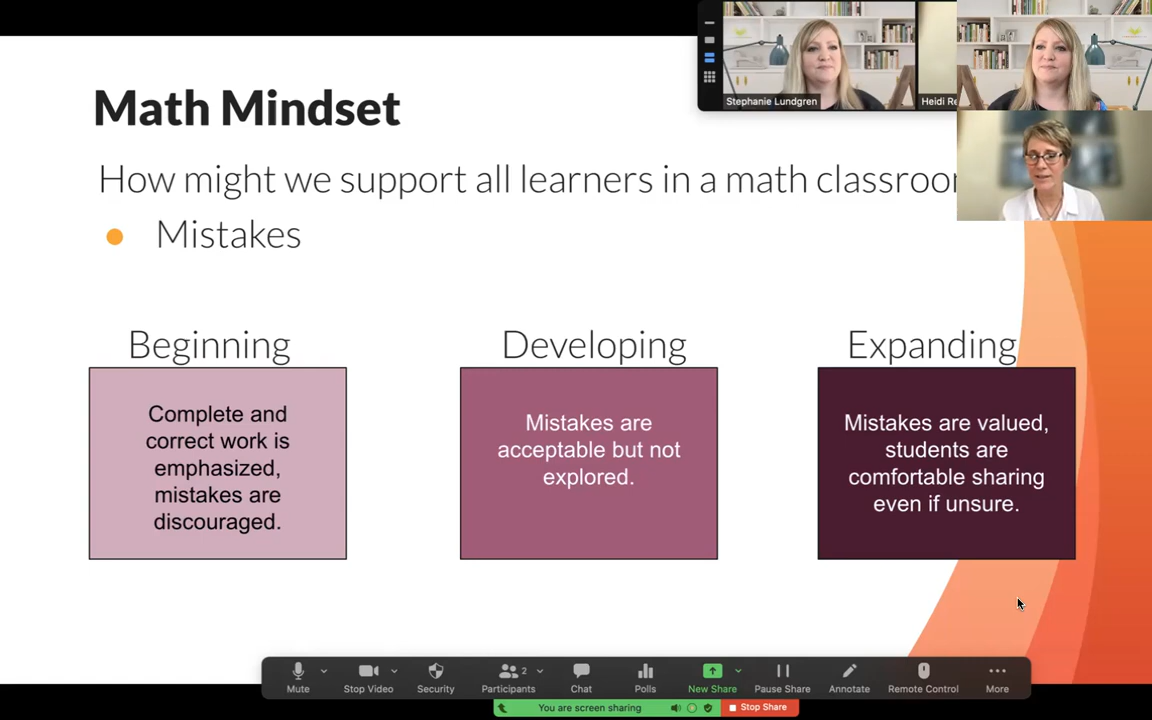 Math Mindset
How might we support all learners in a math
Mistakes
Beginning
Developing
Expanding
Complete and
correct work is
emphasized,
mistakes are
discouraged.
Mistakes are
acceptable but not
explored.
Mistakes are valued,
students are
comfortable sharing
even if unsure.
Stephanie Lundgren
Heidi
Mute
Stop Video
Security
Participants
2
Chat
Polls
New Share
Pause Share
Annotate
Remote Control
More
You are screen sharing
Stop Share